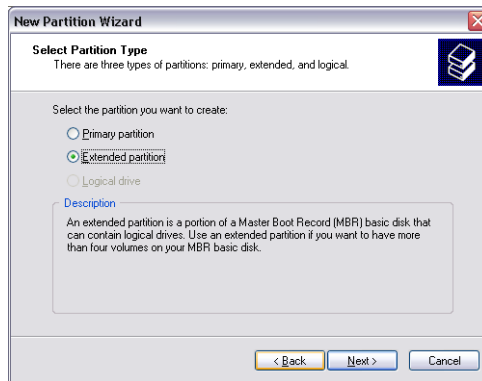 New Partition Wizard
Select Partition Type
There are three types of partitions: primary, extended, and logical.
Select the partition you want to create:
Primary partition
Extended partition
Logical drive
Description
An extended partition is a portion of a Master Boot Record (MBR) basic disk that
can contain logical drives. Use an extended partition if you want to have more
than four volumes on your MBR basic disk.
< Back Next > Cancel